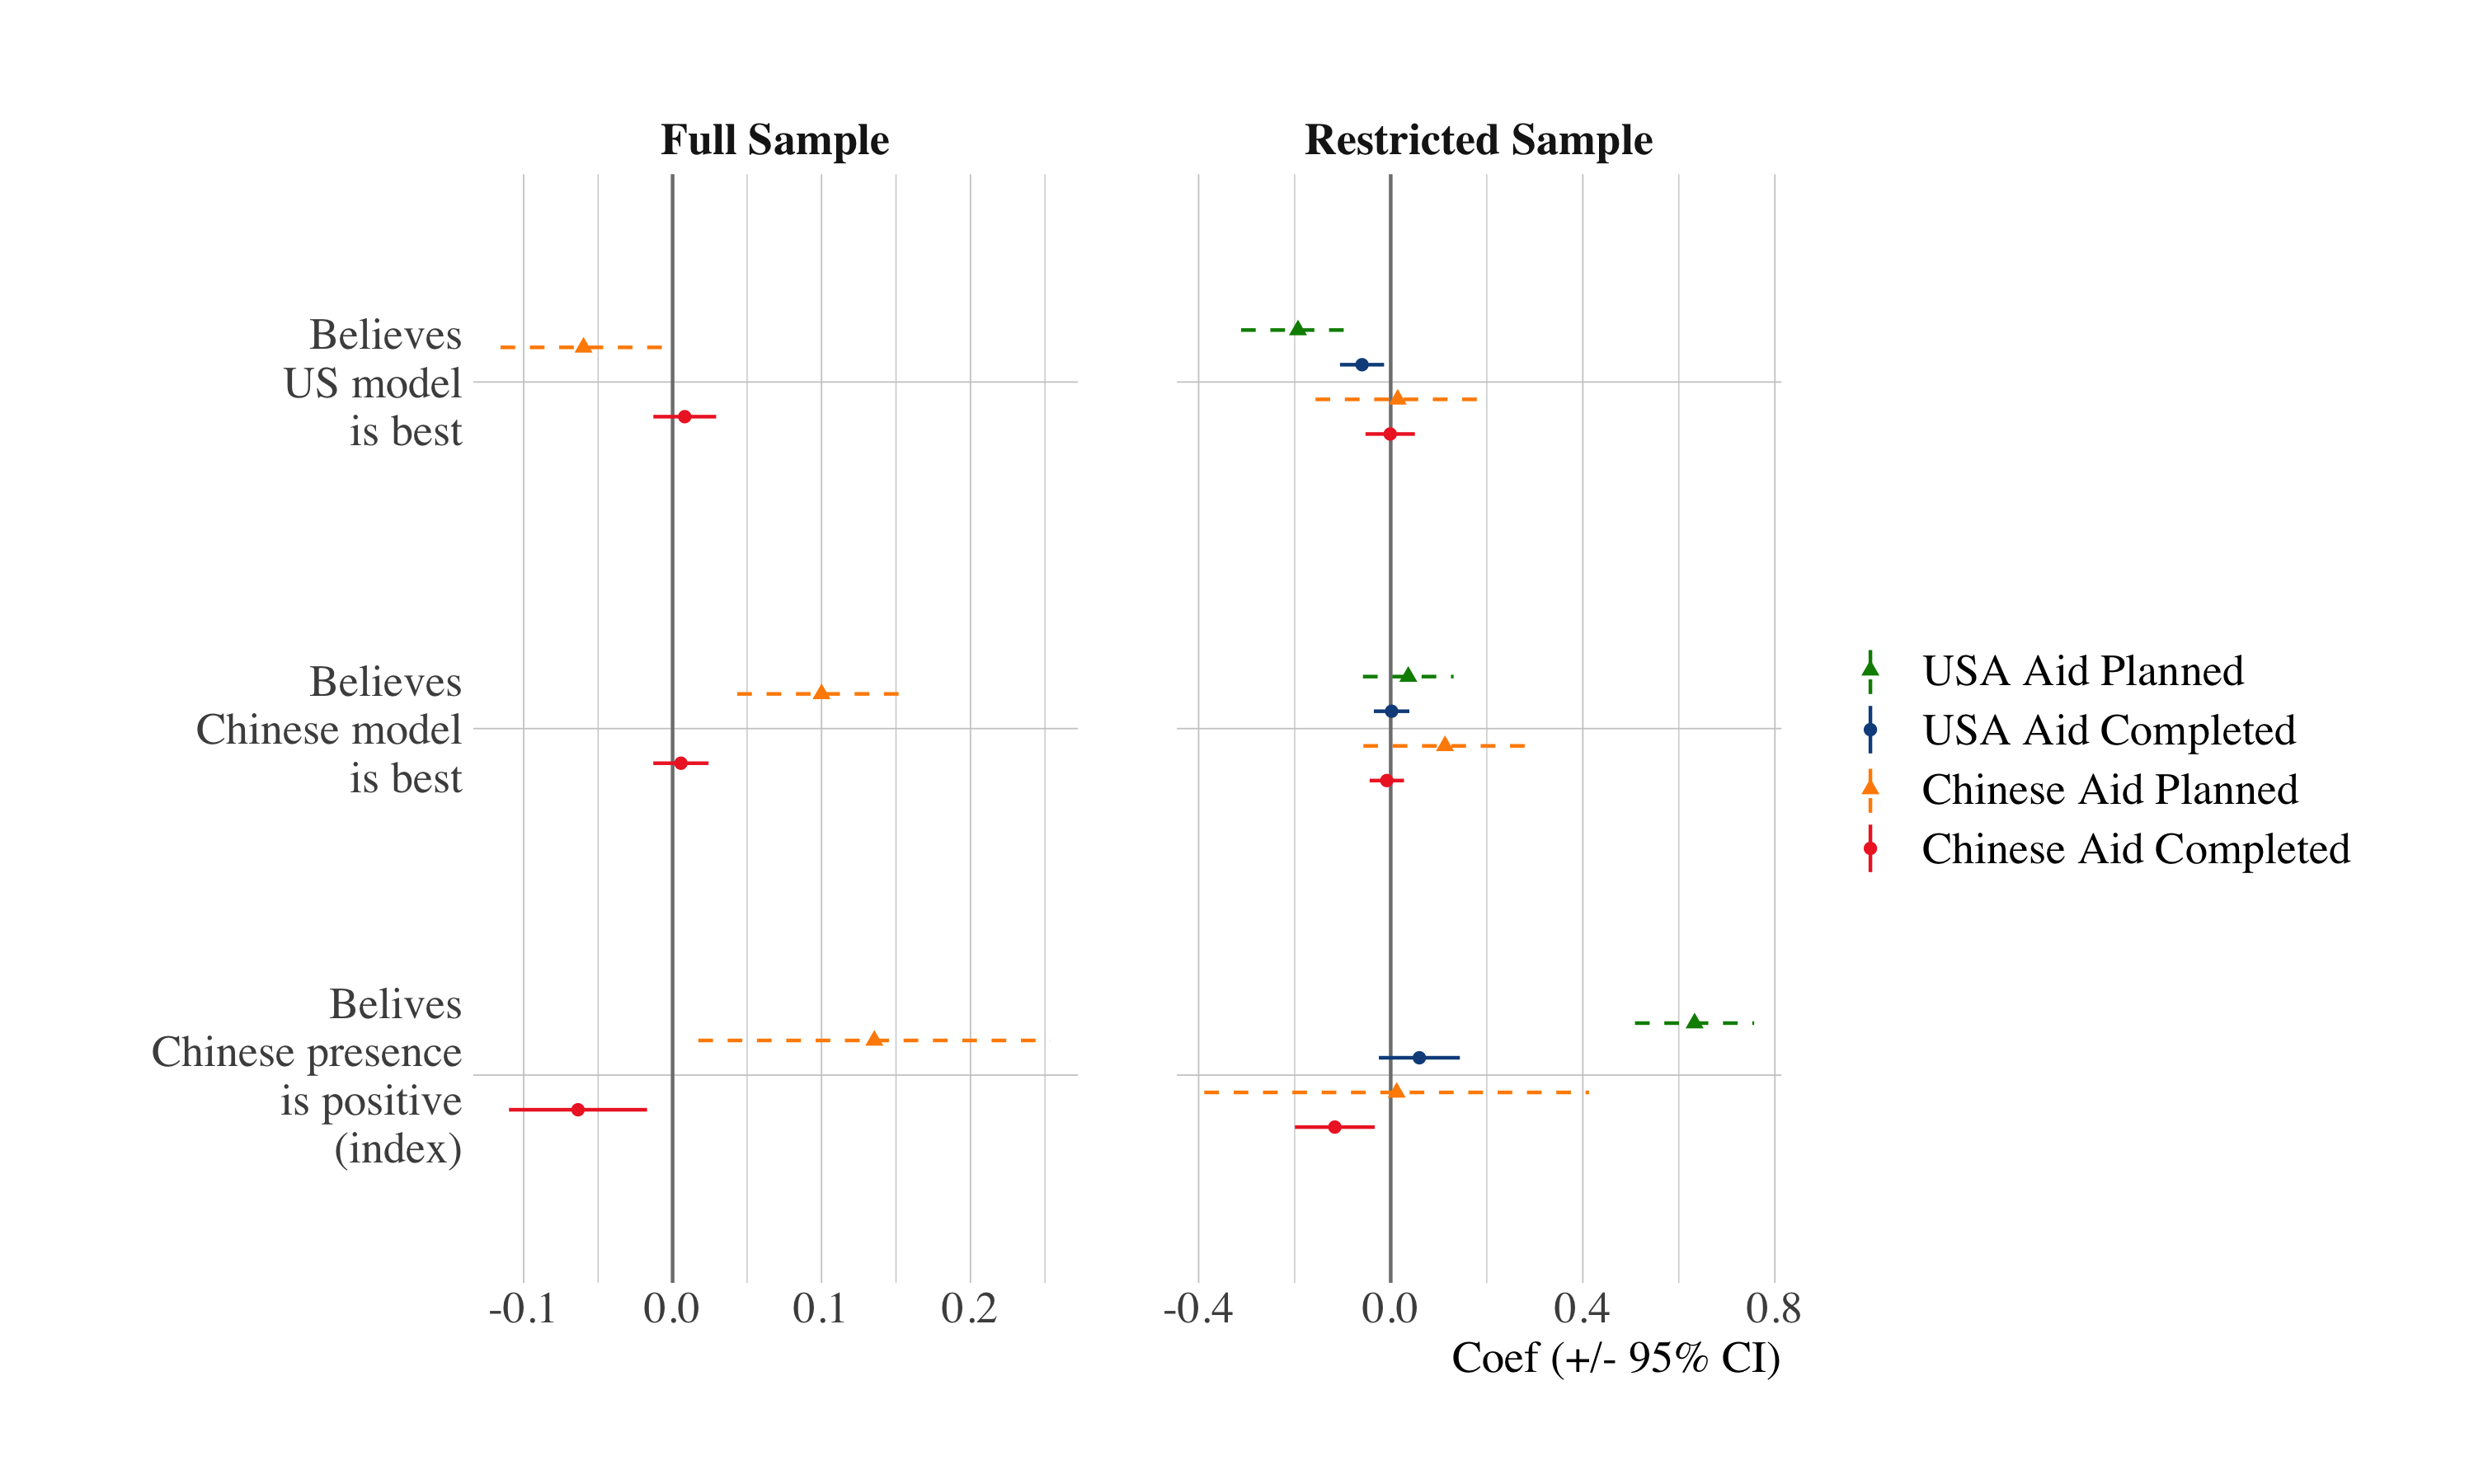 Full Sample
Restricted Sample
Believes
US model
is best
Believes
Chinese model
is best
Belives
Chinese presence
is positive
(index)
-0.1 0.0 0.1 0.2
-0.4 0.0 0.4 0.8
Coef (+/- 95% CI)
USA Aid Planned
USA Aid Completed
Chinese Aid Planned
Chinese Aid Completed